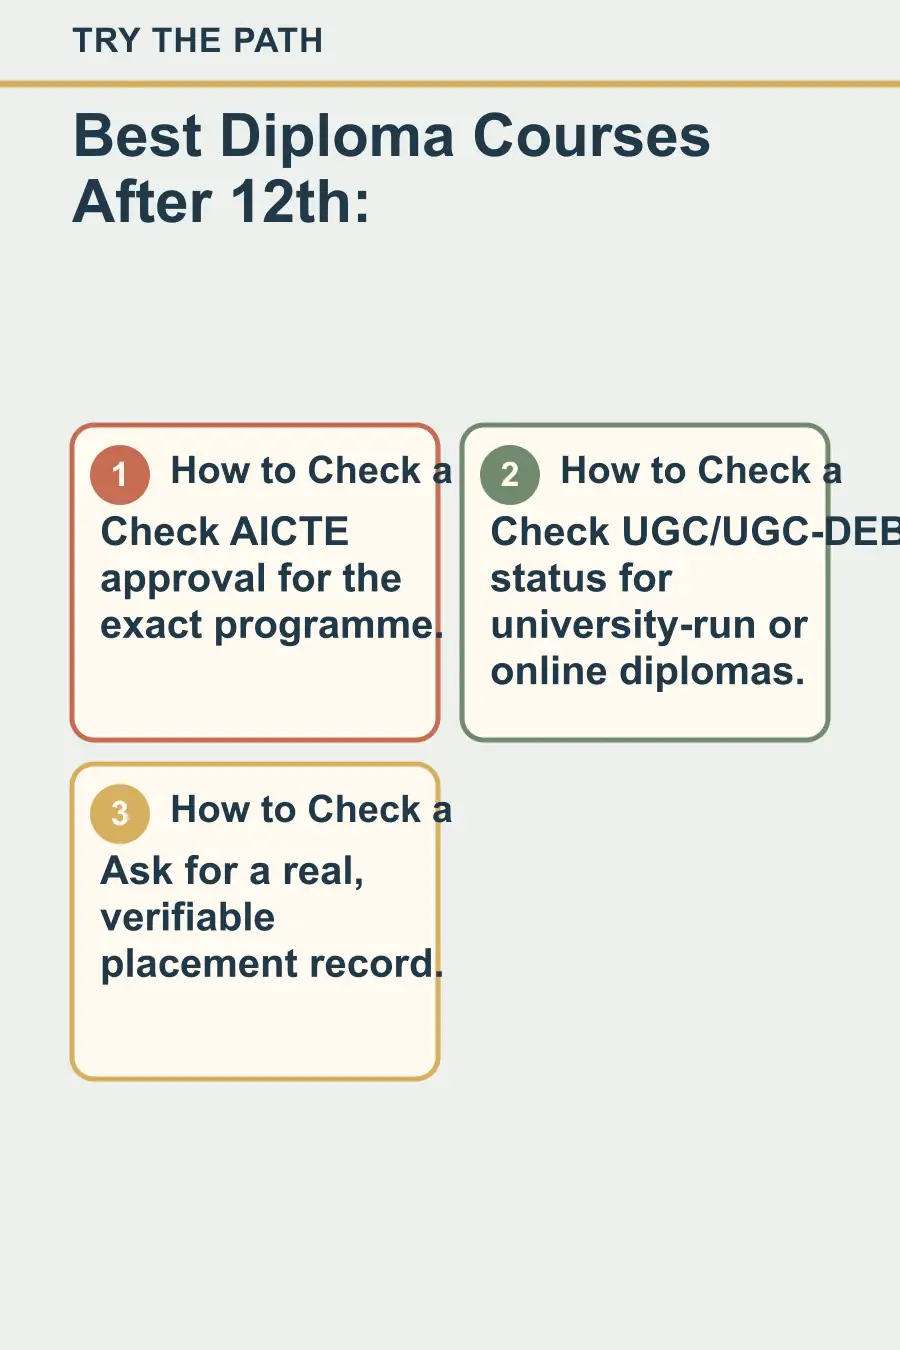 TRY THE PATH
Best Diploma Courses
After 12th:
1
How to Check a
Check AICTE
approval for the
exact programme.
2
How to Check a
Check UGC/UGC-DEB
status for
university-run or
online diplomas.
3
How to Check a
Ask for a real,
verifiable
placement record.